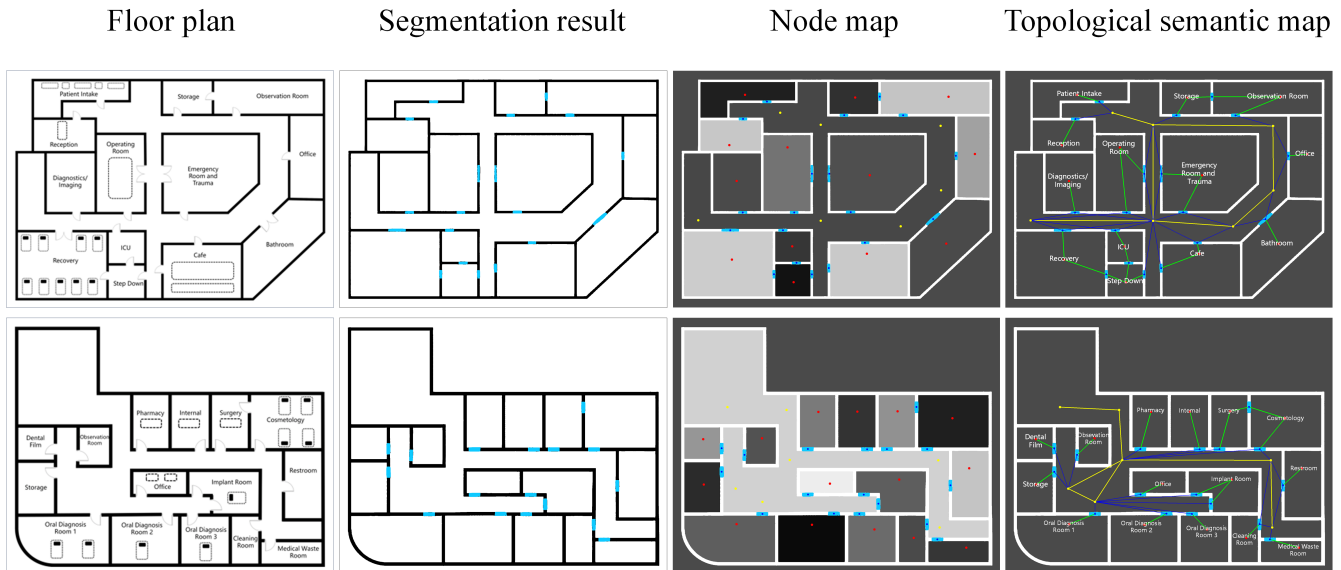 Floor plan
Segmentation result
Node map
Topological semantic map
Patient Intake
Storage
Observation Room
Reception
Operating
Room
Office
Emergency
Room and
Trauma
Diagnostics/
Imaging
ICU
Bathroom
Recovery
Cafe
Step Down
Patient Intake
Storage
Observation Room
Reception
Operating
Room
Office
Emergency
Room and
Trauma
Diagnostics/
Imaging
ICU
Bathroom
Recovery
Cafe
Step Down
Pharmacy
Internal
Surgery
Cosmetology
Dental
Film
Observation
Room
Restroom
Storage
Office
Implant Room
Oral Diagnosis
Room 1
Oral Diagnosis
Room 2
Oral Diagnosis
Room 3
Cleaning
Room
Medical Waste
Room
Pharmacy
Internal
Surgery
Cosmetology
Dental
Film
Observation
Room
Restroom
Storage
Office
Implant Room
Oral Diagnosis
Room 1
Oral Diagnosis
Room 2
Oral Diagnosis
Room 3
Cleaning
Room
Medical Waste
Room